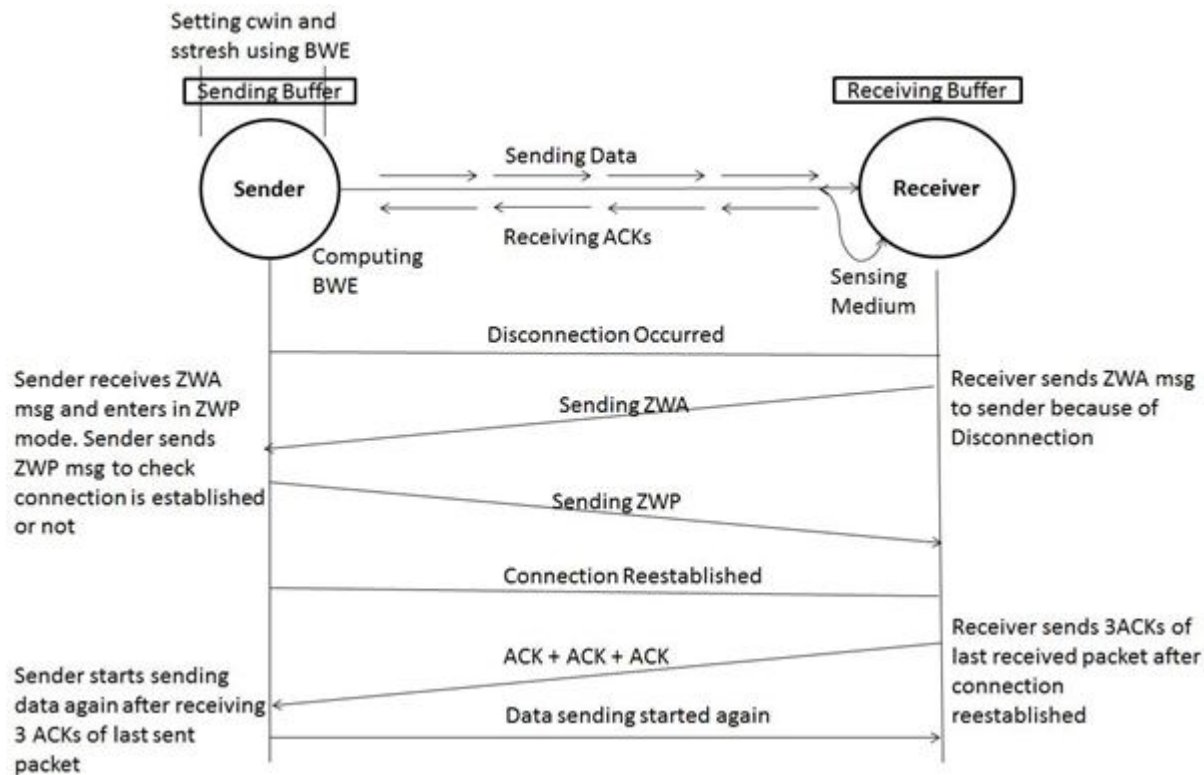 Setting cwin and
sstresh using BWE
Sending Buffer
Receiving Buffer
Sender
Sending Data
Receiver
Receiving ACKs
Computing
BWE
Sensing
Medium
Disconnection Occurred
Sender receives ZWA
msg and enters in ZWP
mode. Sender sends
ZWP msg to check
connection is established
or not
Sending ZWA
Receiver sends ZWA msg
to sender because of
Disconnection
Sending ZWP
Connection Reestablished
ACK + ACK + ACK
Receiver sends 3ACKs of
last received packet after
connection
reestablished
Sender starts sending
data again after receiving
3 ACKs of last sent
packet
Data sending started again